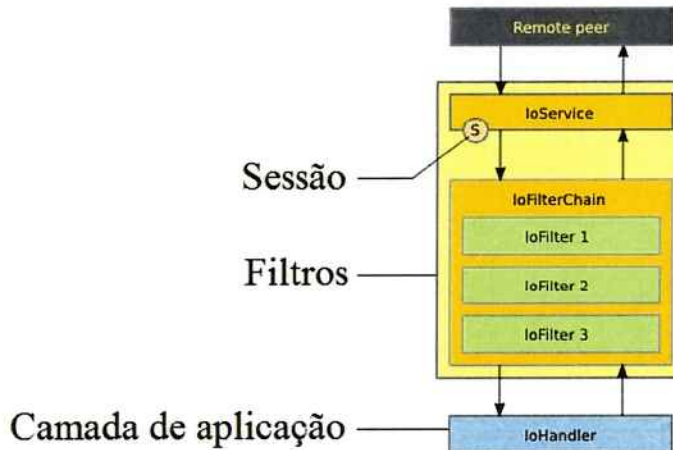 Remote peer
IoService
S
Sessão
IoFilterChain
IoFilter 1
Filtros
IoFilter 2
IoFilter 3
Camada de aplicação
IoHandler